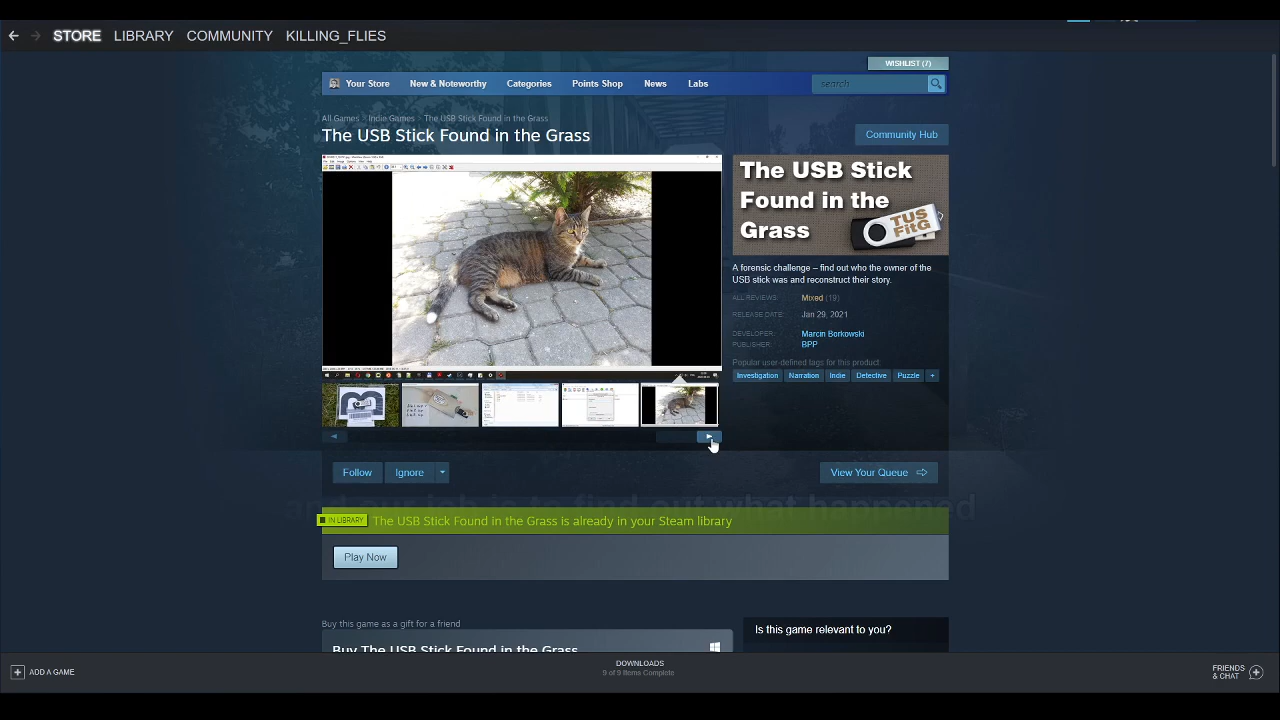 STORE LIBRARY COMMUNITY KILLING_FLIES
WISHLIST (7)
Your Store New & Noteworthy Categories Points Shop News Labs search
All Games > Indie Games > The USB Stick Found in the Grass
The USB Stick Found in the Grass
Community Hub
The USB Stick
Found in the
Grass
TUS
FitG
A forensic challenge – find out who the owner of the
USB stick was and reconstruct their story.
ALL REVIEWS: Mixed (19)
RELEASE DATE: Jan 29, 2021
DEVELOPER: Marcin Borkowski
PUBLISHER: BPP
Popular user-defined tags for this product:
Investigation Narration Indie Detective Puzzle +
Follow Ignore View Your Queue
and our job is to find out what happened
IN LIBRARY The USB Stick Found in the Grass is already in your Steam library
Play Now
Buy this game as a gift for a friend
Is this game relevant to you?
Buy The USB Stick Found in the Grass
ADD A GAME
DOWNLOADS
9 of 9 Items Complete
FRIENDS
& CHAT